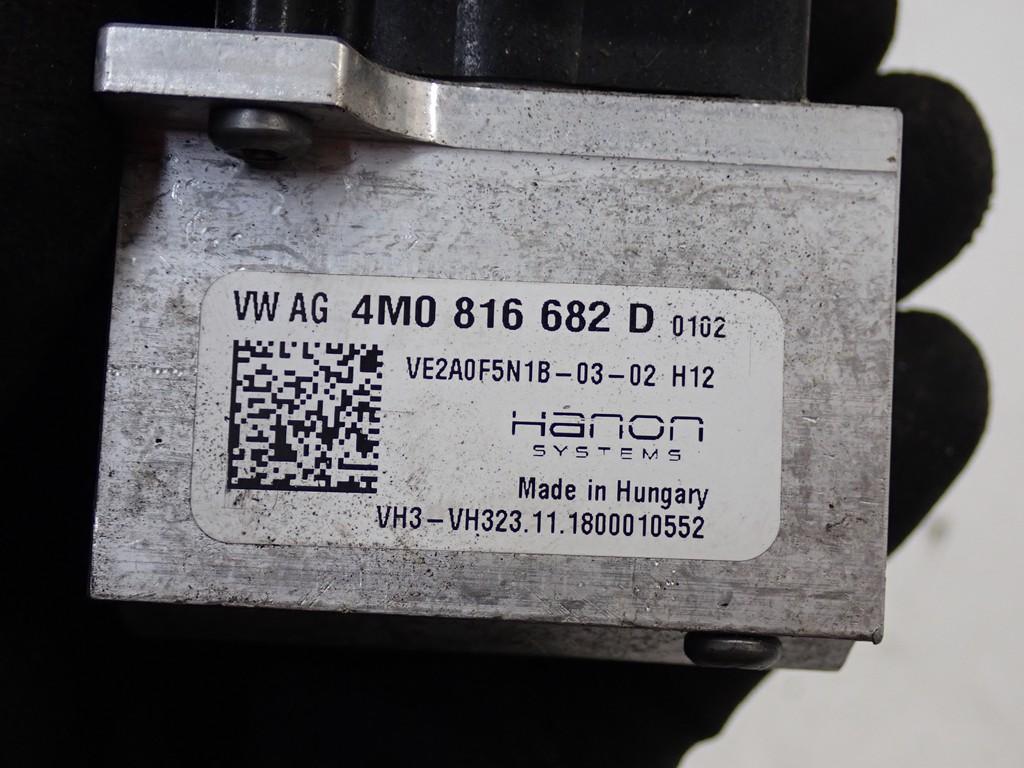 VW AG 4M0 816 682 D 0102
VE2A0F5N1B-03-02 H12
Hanon
SYSTEMS
Made in Hungary
VH3-VH323.11.1800010552